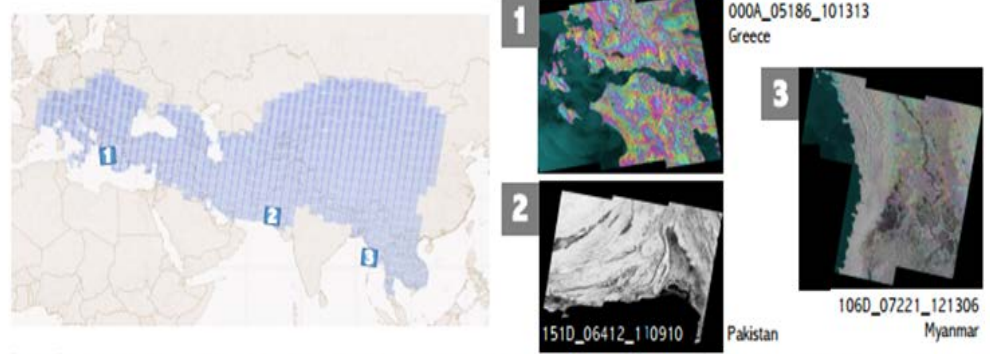 1
2
3
1
000A_05186_101313
Greece
2
151D_06412_110910
Pakistan
3
106D_07221_121306
Myanmar